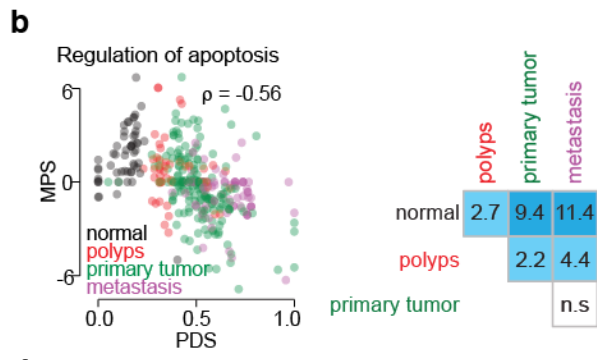 b
Regulation of apoptosis
ρ = -0.56
6
0
-6
MPS
normal
polyps
primary tumor
metastasis
0.0 0.5 1.0
PDS
polyps
primary tumor
metastasis
normal 2.7 9.4 11.4
polyps 2.2 4.4
primary tumor n.s